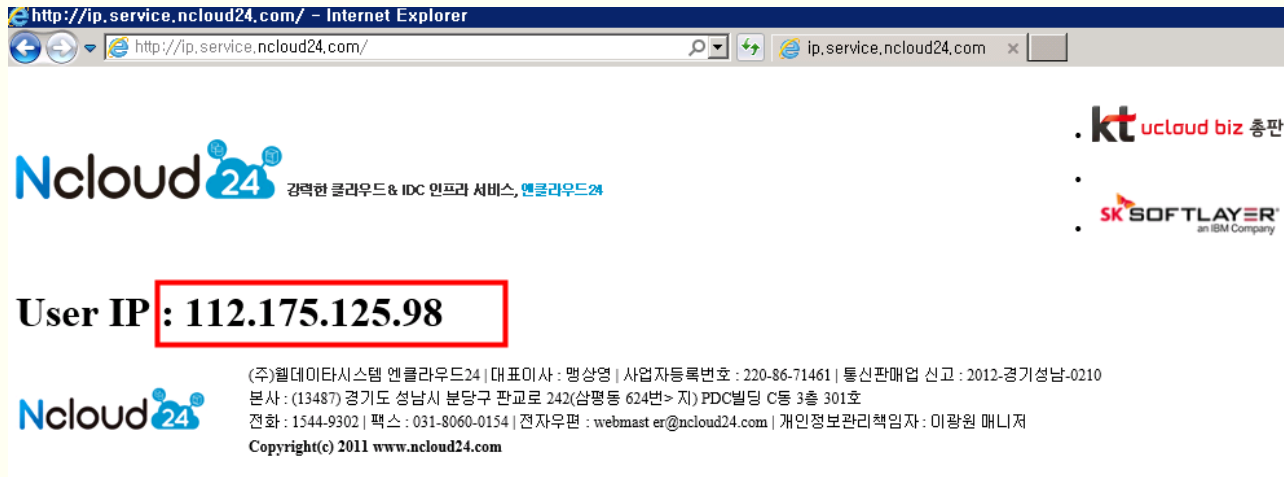 http://ip.service.ncloud24.com/ - Internet Explorer
http://ip.service.ncloud24.com/
ip.service.ncloud24.com
kt ucloud biz 총판
Ncloud 24 강력한 클라우드 & IDC 인프라 서비스, 엔클라우드24
SK SOFTLAYER
an IBM Company
User IP : 112.175.125.98
(주)웰데이타시스템 엔클라우드24 | 대표이사 : 맹상영 | 사업자등록번호 : 220-86-71461 | 통신판매업 신고 : 2012-경기성남-0210
본사 : (13487) 경기도 성남시 분당구 판교로 242(삼평동 624번> 지) PDC빌딩 C동 3층 301호
Ncloud 24
전화 : 1544-9302 | 팩스 : 031-8060-0154 | 전자우편 : webmast er@ncloud24.com | 개인정보관리책임자 : 이광원 매니저
Copyright(c) 2011 www.ncloud24.com